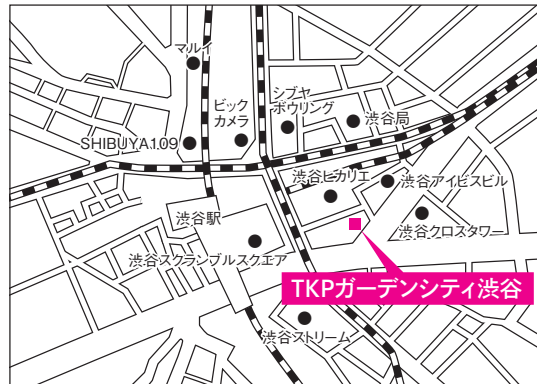 マルイ
ビック
カメラ
シブヤ
ボウリング
渋谷局
SHIBUYA109
渋谷ヒカリエ
渋谷アイビスビル
渋谷駅
渋谷クロスタワー
渋谷スクランブルスクエア
TKPガーデンシティ渋谷
渋谷ストリーム